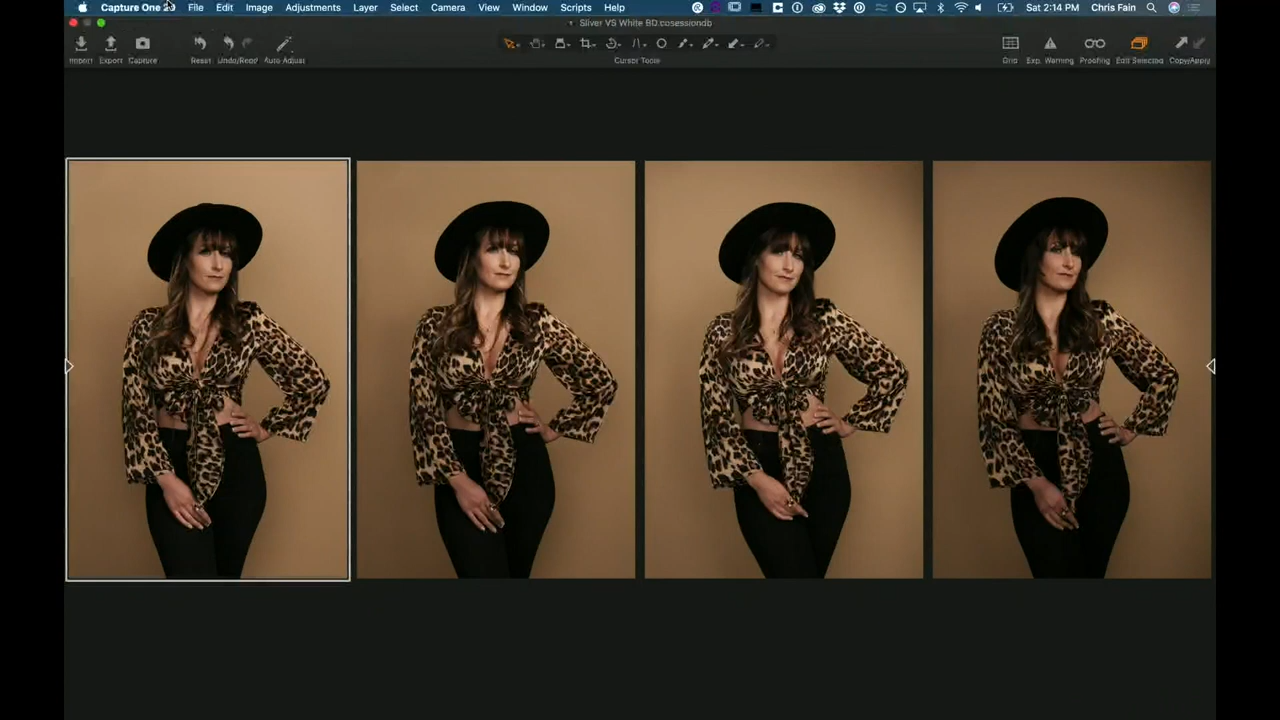 Capture One File Edit Image Adjustments Layer Select Camera View Window Scripts Help Sat 2:14 PM Chris Fain
Silver VS White BD.cosessiondb
Import Export Capture Reset Undo/Redo Auto Adjust Cursor Tools Grid Exp. Warning Proofing Edit Selected Copy/Apply